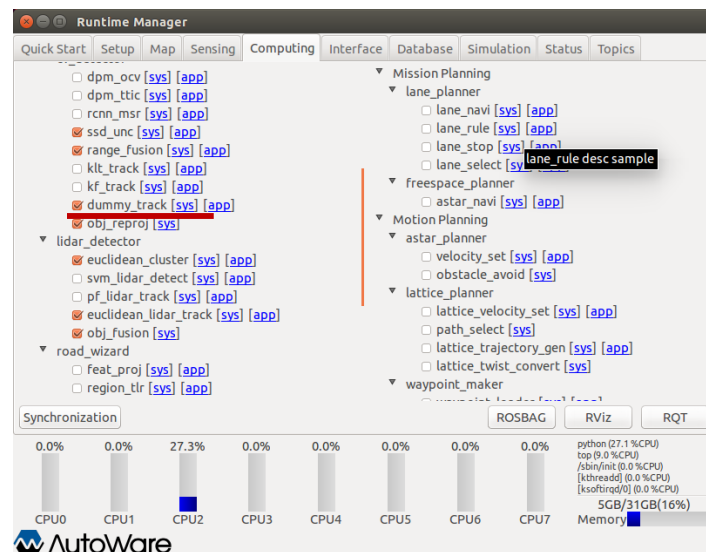 Runtime Manager
Quick Start Setup Map Sensing Computing Interface Database Simulation Status Topics
dpm_ocv [sys] [app]
dpm_ttic [sys] [app]
rcnn_msr [sys] [app]
ssd_unc [sys] [app]
range_fusion [sys] [app]
klt_track [sys] [app]
kf_track [sys] [app]
dummy_track [sys] [app]
obj_reproj [sys]
lidar_detector
euclidean_cluster [sys] [app]
svm_lidar_detect [sys] [app]
pf_lidar_track [sys] [app]
euclidean_lidar_track [sys] [app]
obj_fusion [sys]
road_wizard
feat_proj [sys] [app]
region_tlr [sys] [app]
Mission Planning
lane_planner
lane_navi [sys] [app]
lane_rule [sys] [app]
lane_stop [sys] [app]
lane_select [sy
lane_rule desc sample
freespace_planner
astar_navi [sys] [app]
Motion Planning
astar_planner
velocity_set [sys] [app]
obstacle_avoid [sys]
lattice_planner
lattice_velocity_set [sys] [app]
path_select [sys]
lattice_trajectory_gen [sys] [app]
lattice_twist_convert [sys]
waypoint_maker
Synchronization ROSBAG RViz RQT
0.0% 0.0% 27.3% 0.0% 0.0% 0.0% 0.0% 0.0%
CPU0 CPU1 CPU2 CPU3 CPU4 CPU5 CPU6 CPU7
python (27.1 %CPU)
top (9.0 %CPU)
/sbin/init (0.0 %CPU)
[kthreadd] (0.0 %CPU)
[ksoftirqd/0] (0.0 %CPU)
5GB/31GB(16%)
Memory
AutoWare